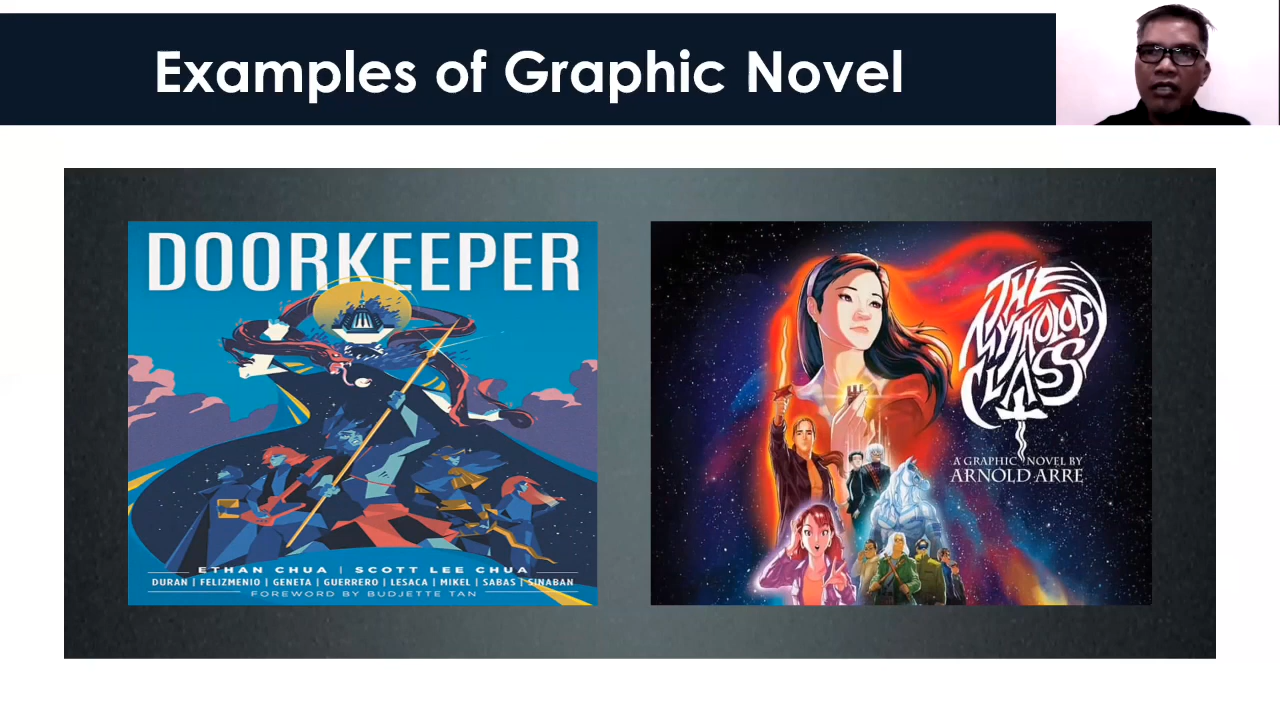 Examples of Graphic Novel
DOORKEEPER
ETHAN CHUA | SCOTT LEE CHUA
DURAN | FELIZMENIO | GENETA | GUERRERO | LESACA | MIKEL | SABAS | SINABAN
FOREWORD BY BUDJETTE TAN
THE
MYTHOLOGY
CLASS
A GRAPHIC NOVEL BY
ARNOLD ARRE